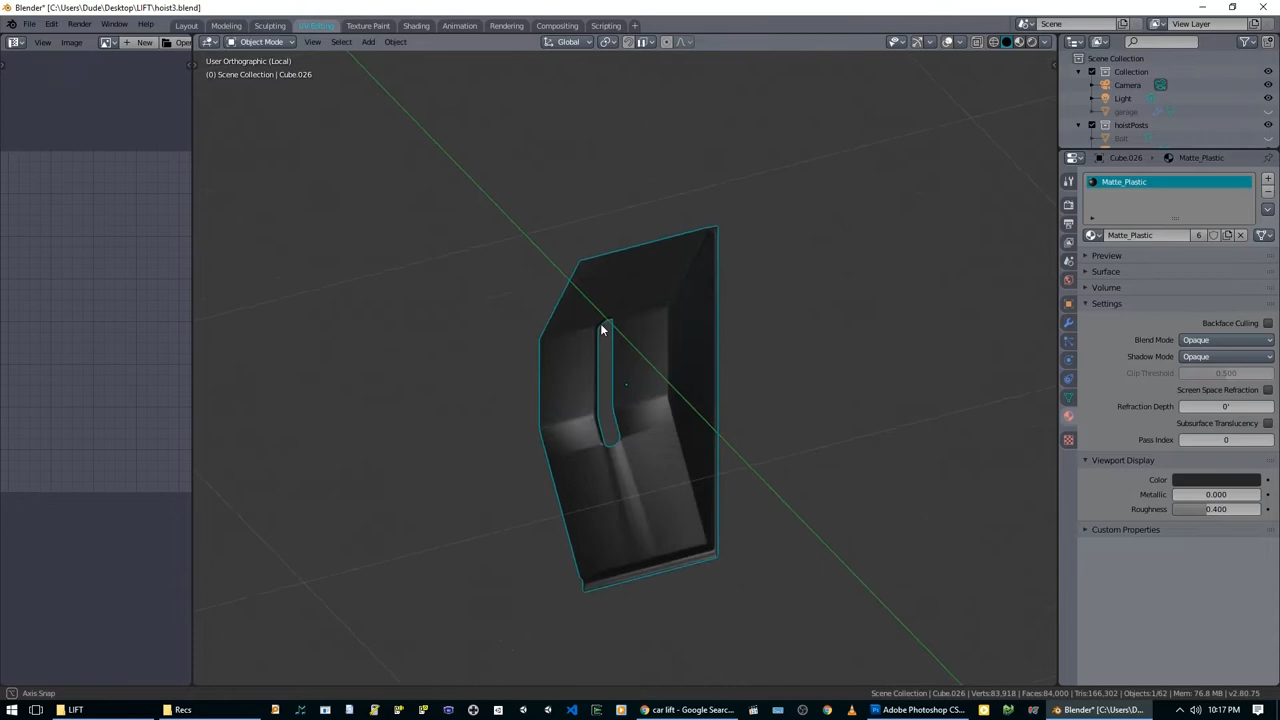 Blender* [C:\Users\Dude\Desktop\LIFT\hoist3.blend]
File Edit Render Window Help
Layout Modeling Sculpting UV Editing Texture Paint Shading Animation Rendering Compositing Scripting +
Scene
View Layer
View Image New Open
Object Mode View Select Add Object
Global
User Orthographic (Local)
(0) Scene Collection | Cube.026
Scene Collection
Collection
Camera
Light
garage
hoistPosts
Bolt
Cube.026 Matte_Plastic
Matte_Plastic
Matte_Plastic 6
Preview
Surface
Volume
Settings
Backface Culling
Blend Mode Opaque
Shadow Mode Opaque
Clip Threshold 0.500
Screen Space Refraction
Refraction Depth 0'
Subsurface Translucency
Pass Index 0
Viewport Display
Color
Metallic 0.000
Roughness 0.400
Custom Properties
Axis Snap
Scene Collection | Cube.026 | Verts:83,918 | Faces:84,000 | Tris:166,302 | Objects:1/62 | Mem: 76.8 MB | v2.80.75
LIFT
Recs
car lift - Google Sear...
Adobe Photoshop CS...
Blender* [C:\Users\D...
10:17 PM